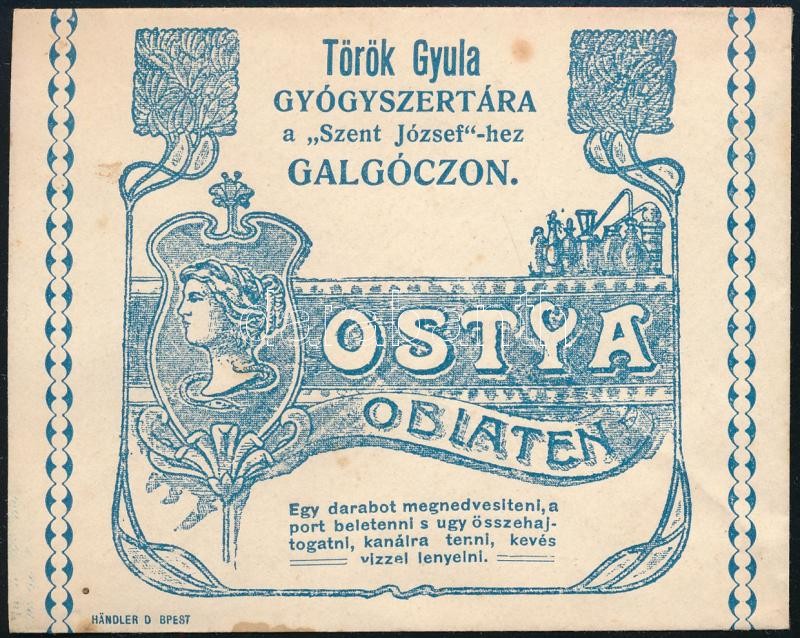 Török Gyula
GYÓGYSZERTÁRA
a „Szent József“-hez
GALGÓCZON.
OSTYA
OBLATEN
Egy darabot megnedvesiteni, a
port beletenni s ugy összehaj-
togatni, kanálra tenni, kevés
vizzel lenyelni.
HÄNDLER D BPEST